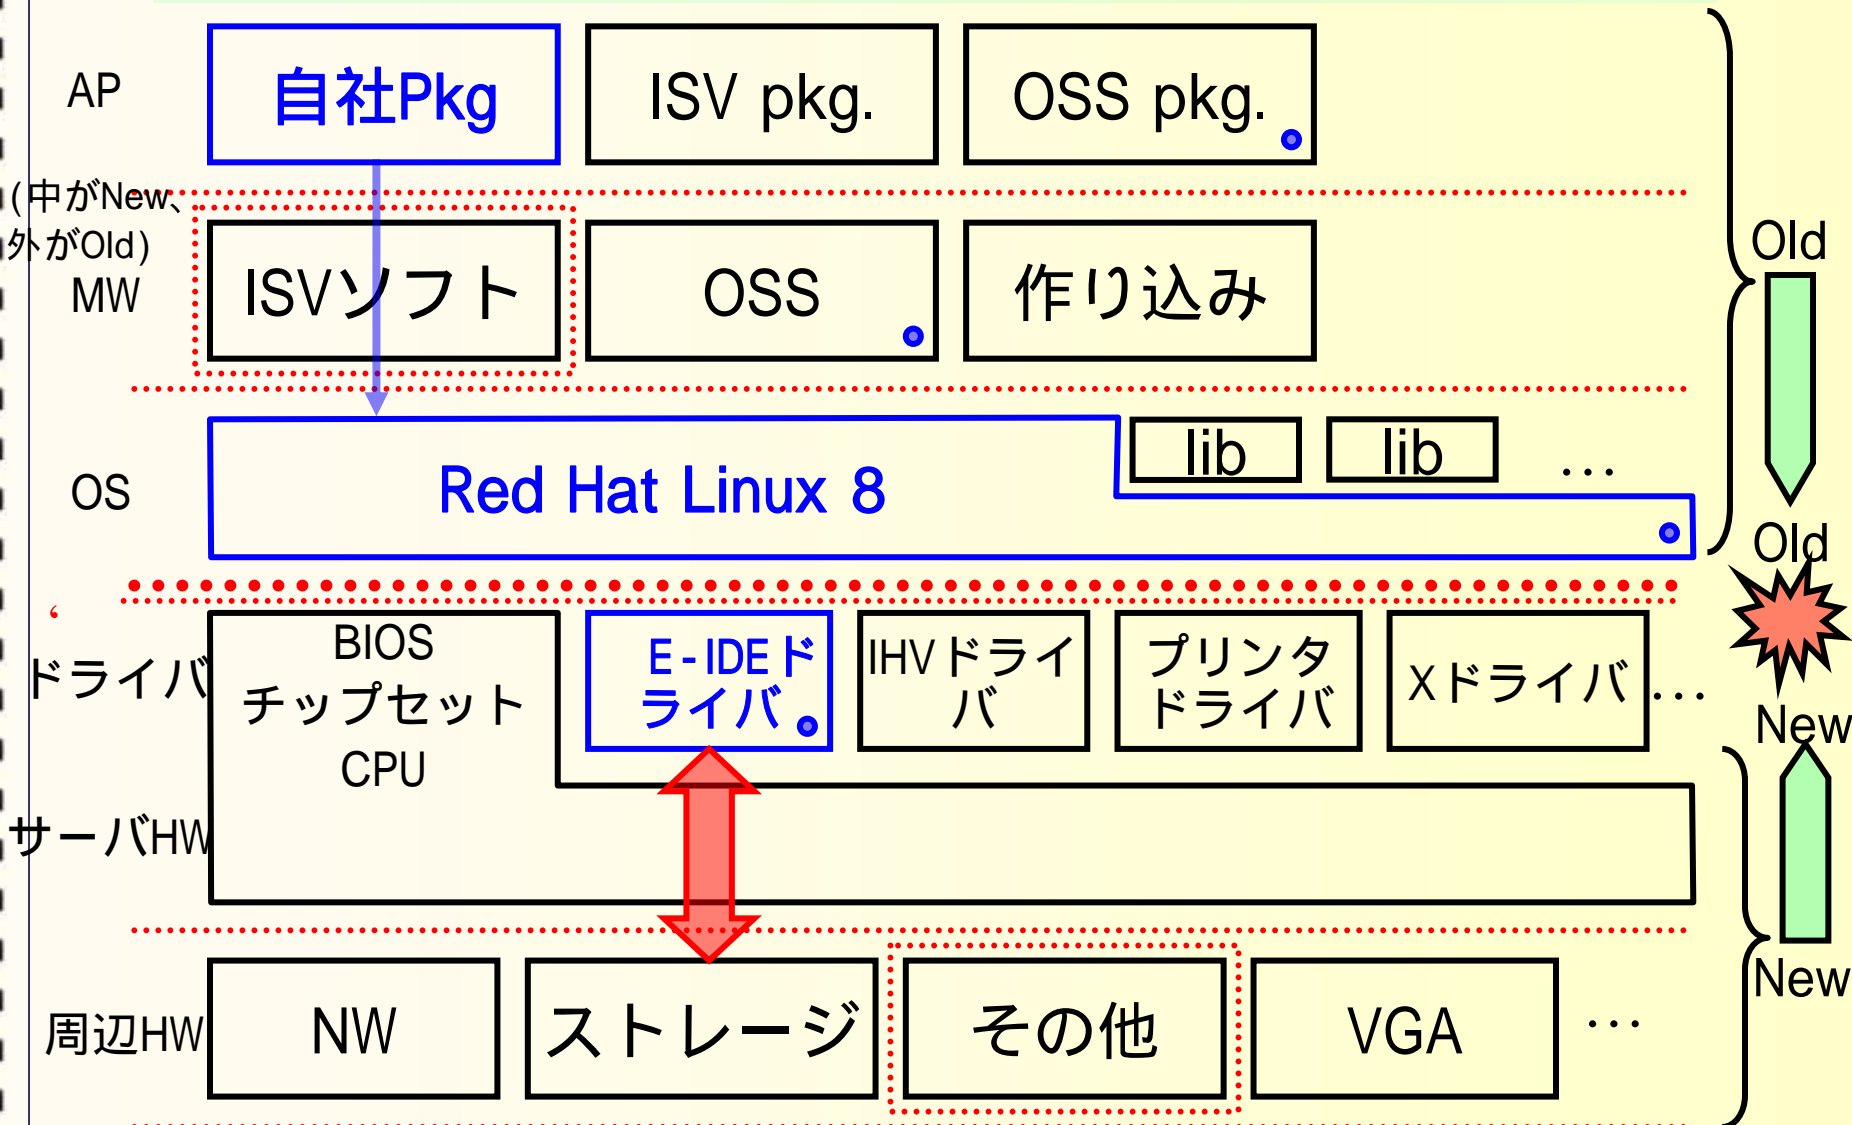 AP
自社Pkg
ISV pkg.
OSS pkg.
(中がNew、
外がOld)
MW
ISVソフト
OSS
作り込み
Old
OS
Red Hat Linux 8
lib
lib
…
Old
‘
ドライバ
BIOS
チップセット
CPU
E-IDEド
ライバ
IHVドライ
バ
プリンタ
ドライバ
Xドライバ
…
New
サーバHW
New
周辺HW
NW
ストレージ
その他
VGA
…